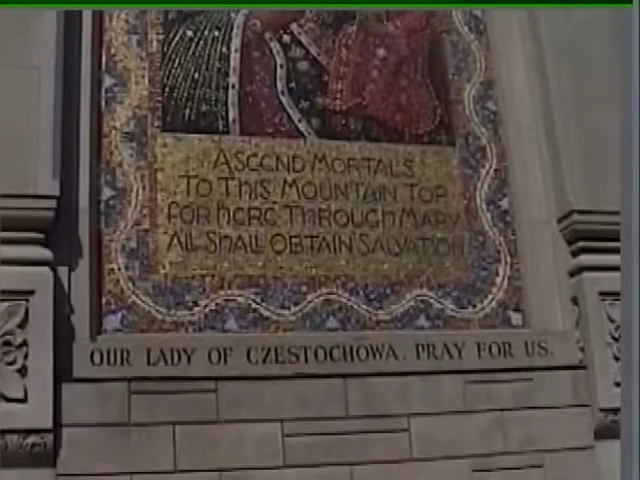 ASCEND MORTALS
TO THIS MOUNTAIN TOP
FOR HERE THROUGH MARY
ALL SHALL OBTAIN SALVATION
OUR LADY OF CZESTOCHOWA. PRAY FOR US.